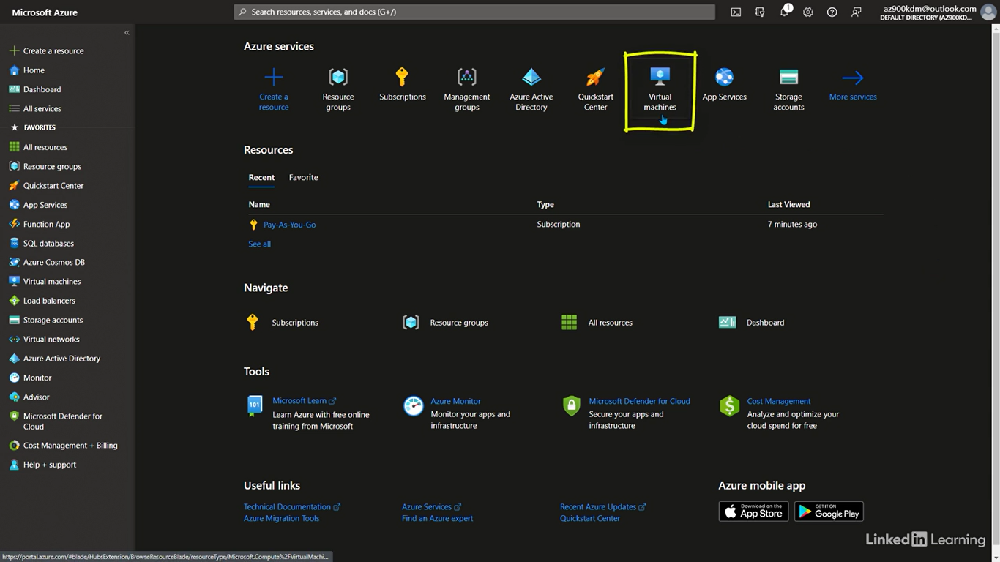 Microsoft Azure
Search resources, services, and docs (G+/)
1
az900kdm@outlook.com
DEFAULT DIRECTORY (AZ900KD...
«
Create a resource
Home
Dashboard
All services
FAVORITES
All resources
Resource groups
Quickstart Center
App Services
Function App
SQL databases
Azure Cosmos DB
Virtual machines
Load balancers
Storage accounts
Virtual networks
Azure Active Directory
Monitor
Advisor
Microsoft Defender for
Cloud
Cost Management + Billing
Help + support
Azure services
Create a
resource
Resource
groups
Subscriptions
Management
groups
Azure Active
Directory
Quickstart
Center
Virtual
machines
App Services
Storage
accounts
More services
Resources
Recent Favorite
Name Type Last Viewed
Pay-As-You-Go Subscription 7 minutes ago
See all
Navigate
Subscriptions Resource groups All resources Dashboard
Tools
101
Microsoft Learn
Learn Azure with free online
training from Microsoft
Azure Monitor
Monitor your apps and
infrastructure
Microsoft Defender for Cloud
Secure your apps and
infrastructure
Cost Management
Analyze and optimize your
cloud spend for free
Useful links
Technical Documentation Azure Services Recent Azure Updates
Azure Migration Tools Find an Azure expert Quickstart Center
Azure mobile app
Download on the
App Store
GET IT ON
Google Play
LinkedIn Learning
https://portal.azure.com/#blade/HubsExtension/BrowseResourceBlade/resourceType/Microsoft.Compute%2FVirtualMachi...